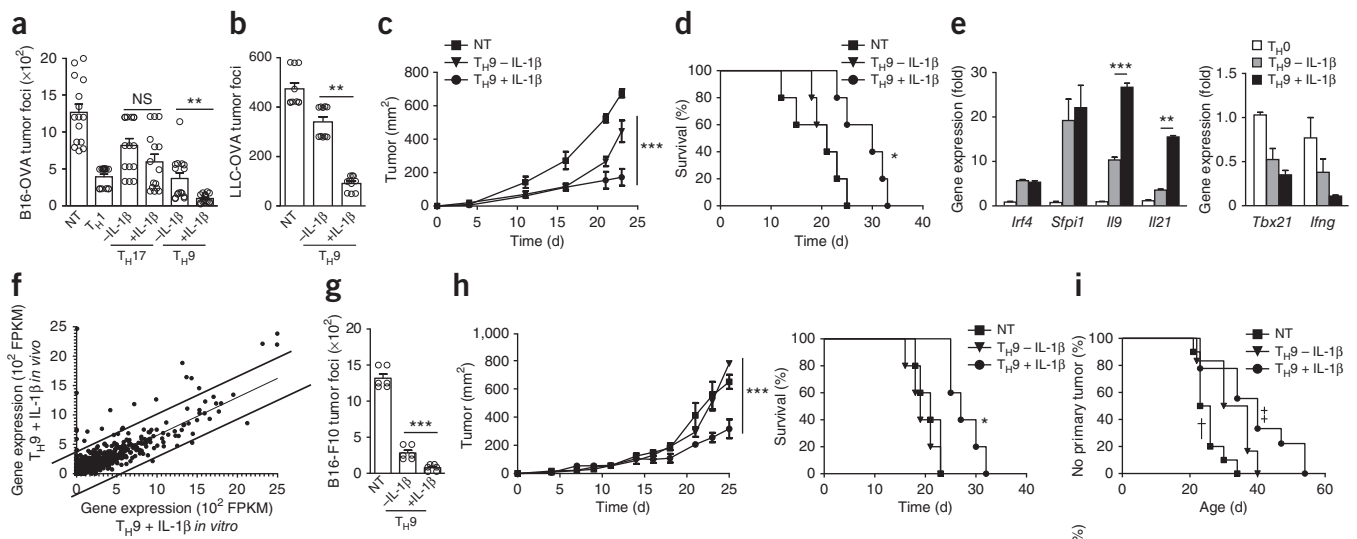 a
B16-OVA tumor foci (×10²)
20
15
10
5
0
NS
**
NT
TH1
–IL-1β
+IL-1β
–IL-1β
+IL-1β
TH17
TH9
b
LLC-OVA tumor foci
600
400
200
0
**
NT
–IL-1β
+IL-1β
TH9
c
NT
TH9 – IL-1β
TH9 + IL-1β
Tumor (mm²)
800
600
400
200
0
0 5 10 15 20 25
Time (d)
***
d
NT
TH9 – IL-1β
TH9 + IL-1β
Survival (%)
100
80
60
40
20
0
0 10 20 30 40
Time (d)
*
e
Gene expression (fold)
30
20
10
0
***
**
Irf4 Sfpi1 Il9 Il21
TH0
TH9 – IL-1β
TH9 + IL-1β
Gene expression (fold)
1.5
1.0
0.5
0
Tbx21 Ifng
f
Gene expression (10² FPKM)
TH9 + IL-1β in vivo
25
20
15
10
5
0
0 5 10 15 20 25
Gene expression (10² FPKM)
TH9 + IL-1β in vitro
g
B16-F10 tumor foci (×10²)
20
15
10
5
0
***
NT
–IL-1β
+IL-1β
TH9
h
Tumor (mm²)
1,000
800
600
400
200
0
0 5 10 15 20 25
Time (d)
***
NT
TH9 – IL-1β
TH9 + IL-1β
Survival (%)
100
80
60
40
20
0
0 10 20 30 40
Time (d)
*
i
NT
TH9 – IL-1β
TH9 + IL-1β
No primary tumor (%)
100
80
60
40
20
0
0 20 40 60
Age (d)
†
‡
(%)